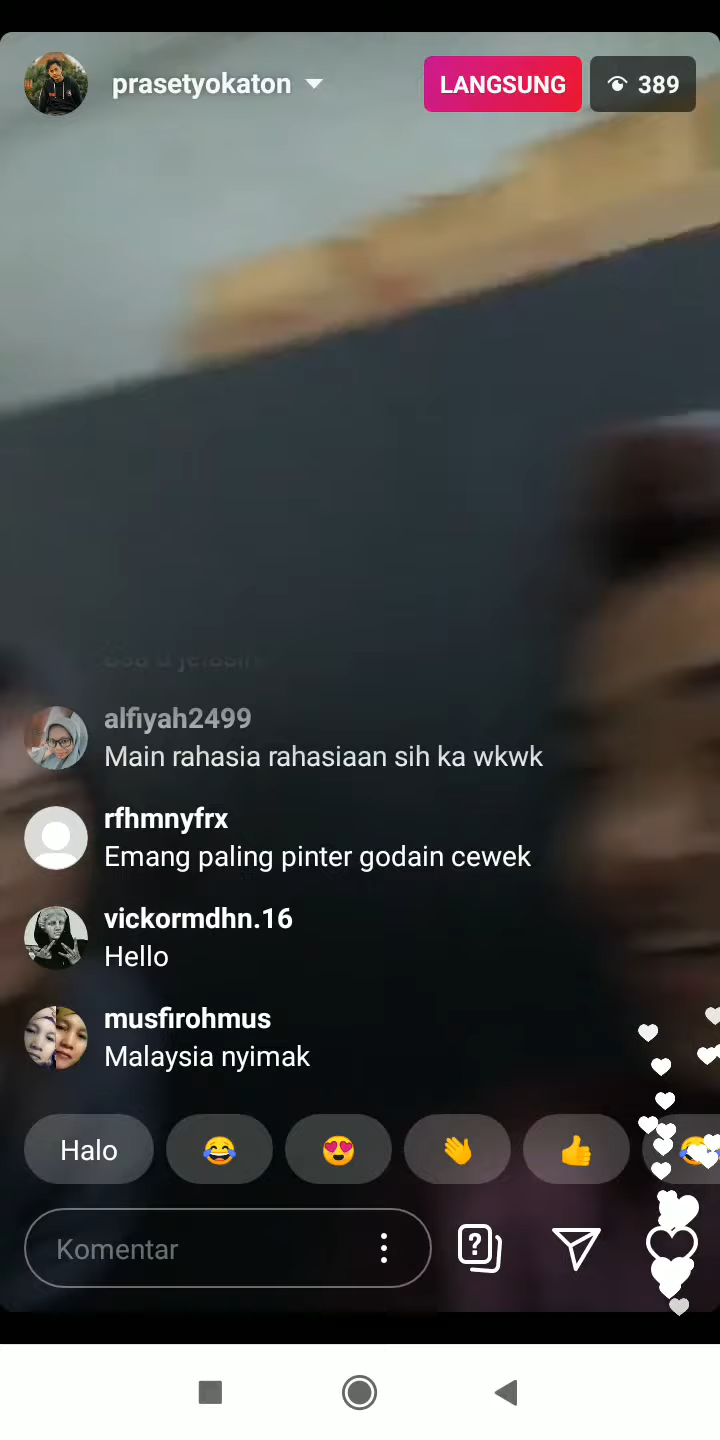 prasetyokaton
LANGSUNG
389
alfiyah2499
Main rahasia rahasiaan sih ka wkwk
rfhmnyfrx
Emang paling pinter godain cewek
vickormdhn.16
Hello
musfirohmus
Malaysia nyimak
Halo
Komentar